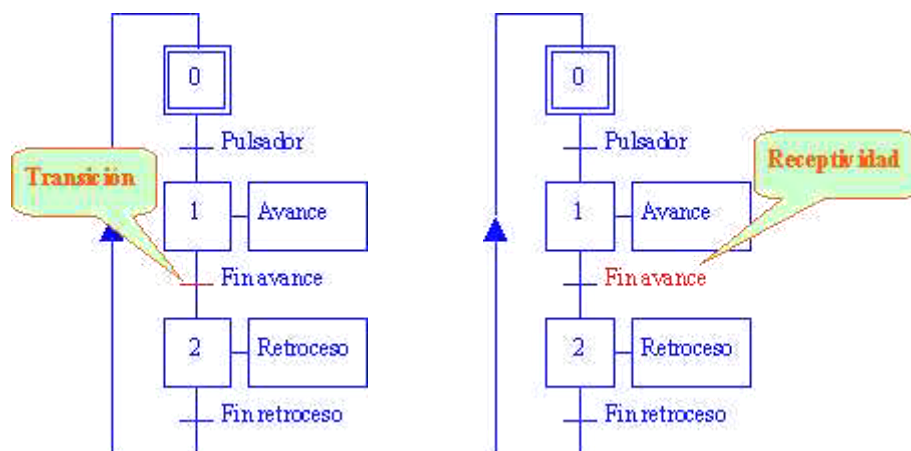 0
Pulsador
Transición
1
Avance
Fin avance
2
Retroceso
Fin retroceso
0
Pulsador
Receptividad
1
Avance
Fin avance
2
Retroceso
Fin retroceso